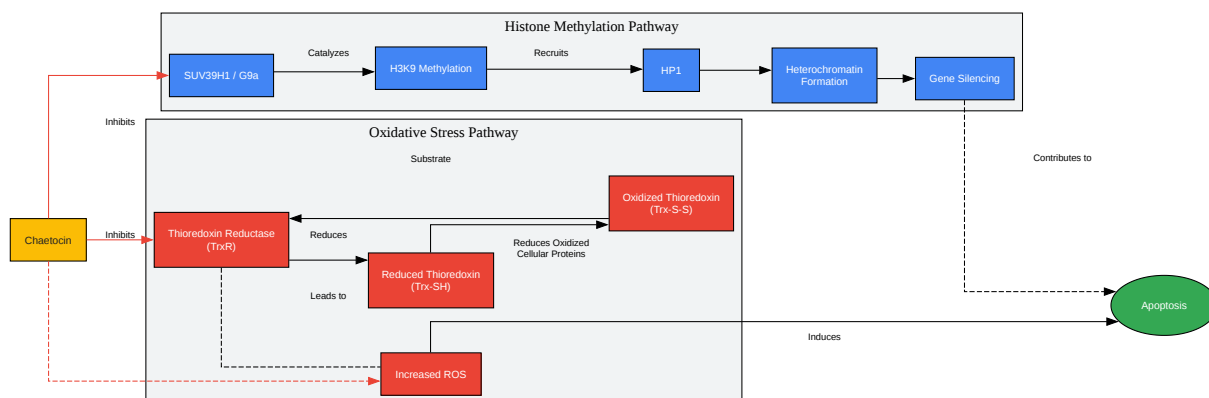 Histone Methylation Pathway
SUV39H1 / G9a
Catalyzes
H3K9 Methylation
Recruits
HP1
Heterochromatin
Formation
Gene Silencing
Inhibits
Contributes to
Oxidative Stress Pathway
Substrate
Oxidized Thioredoxin
(Trx-S-S)
Chaetocin
Inhibits
Thioredoxin Reductase
(TrxR)
Reduces
Reduces Oxidized
Cellular Proteins
Reduced Thioredoxin
(Trx-SH)
Leads to
Apoptosis
Induces
Increased ROS